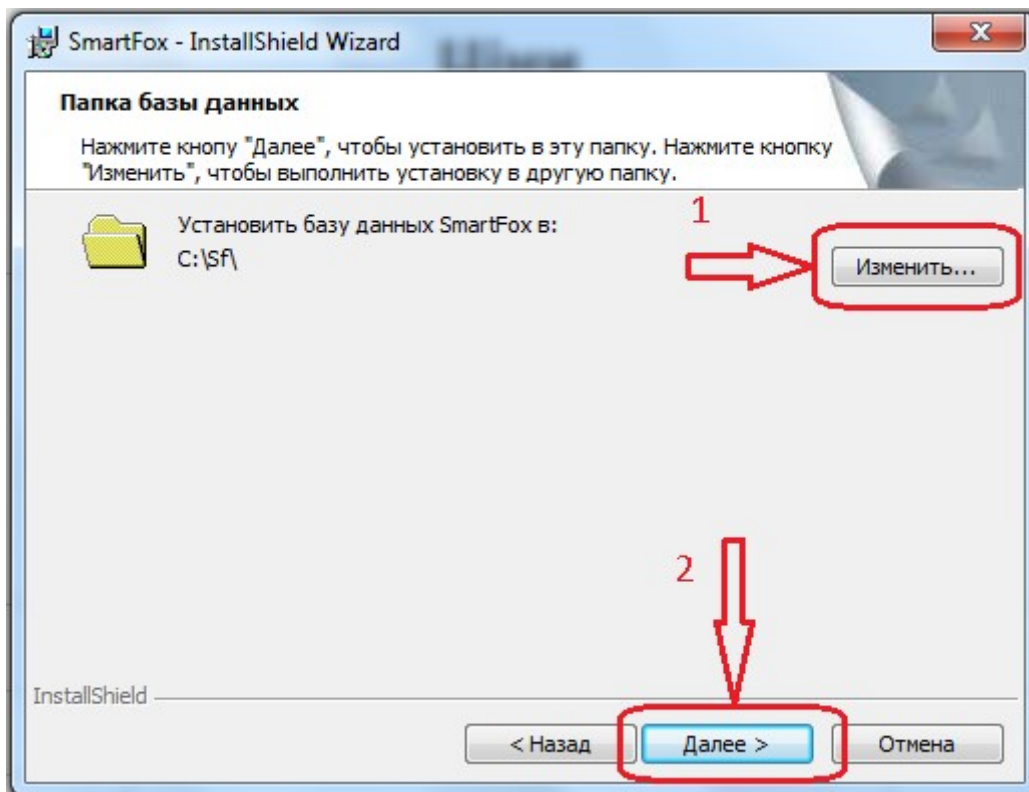 SmartFox - InstallShield Wizard
Папка базы данных
Нажмите кнопу "Далее", чтобы установить в эту папку. Нажмите кнопку
"Изменить", чтобы выполнить установку в другую папку.
Установить базу данных SmartFox в:
C:\Sf\
1
Изменить...
2
InstallShield
< Назад
Далее >
Отмена